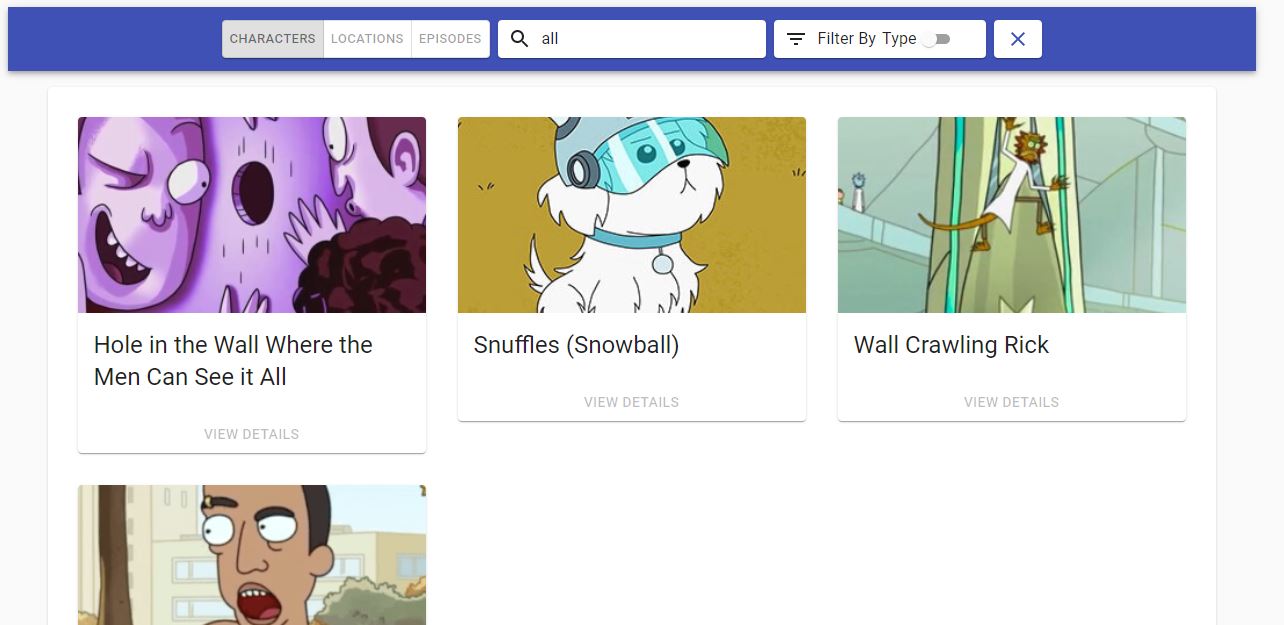 CHARACTERS LOCATIONS EPISODES all Filter By Type
Hole in the Wall Where the
Men Can See it All
VIEW DETAILS
Snuffles (Snowball)
VIEW DETAILS
Wall Crawling Rick
VIEW DETAILS